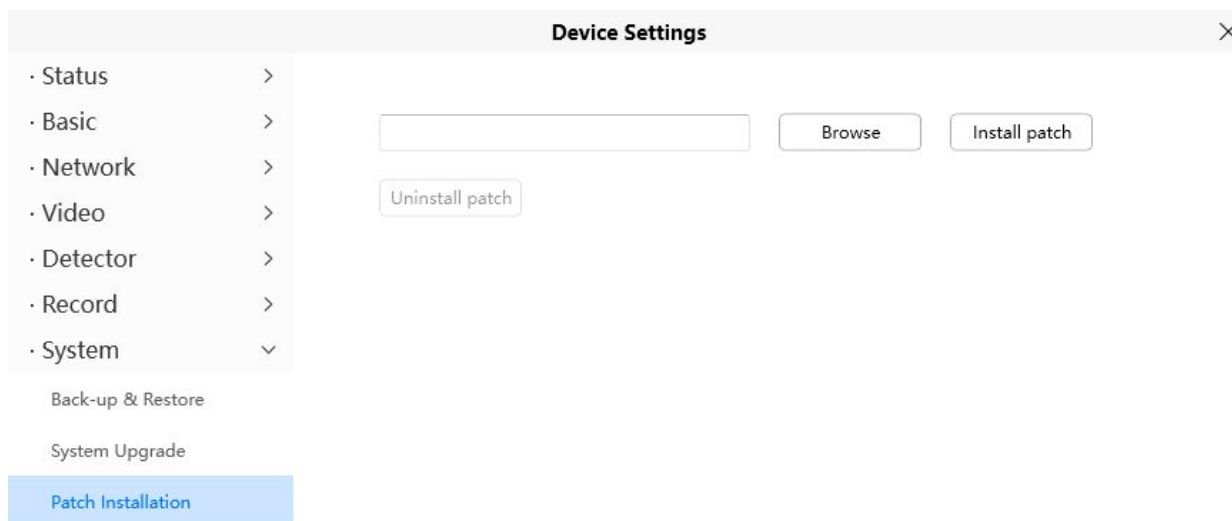 Device Settings
· Status
· Basic
· Network
· Video
· Detector
· Record
· System
Back-up & Restore
System Upgrade
Patch Installation
Browse
Install patch
Uninstall patch